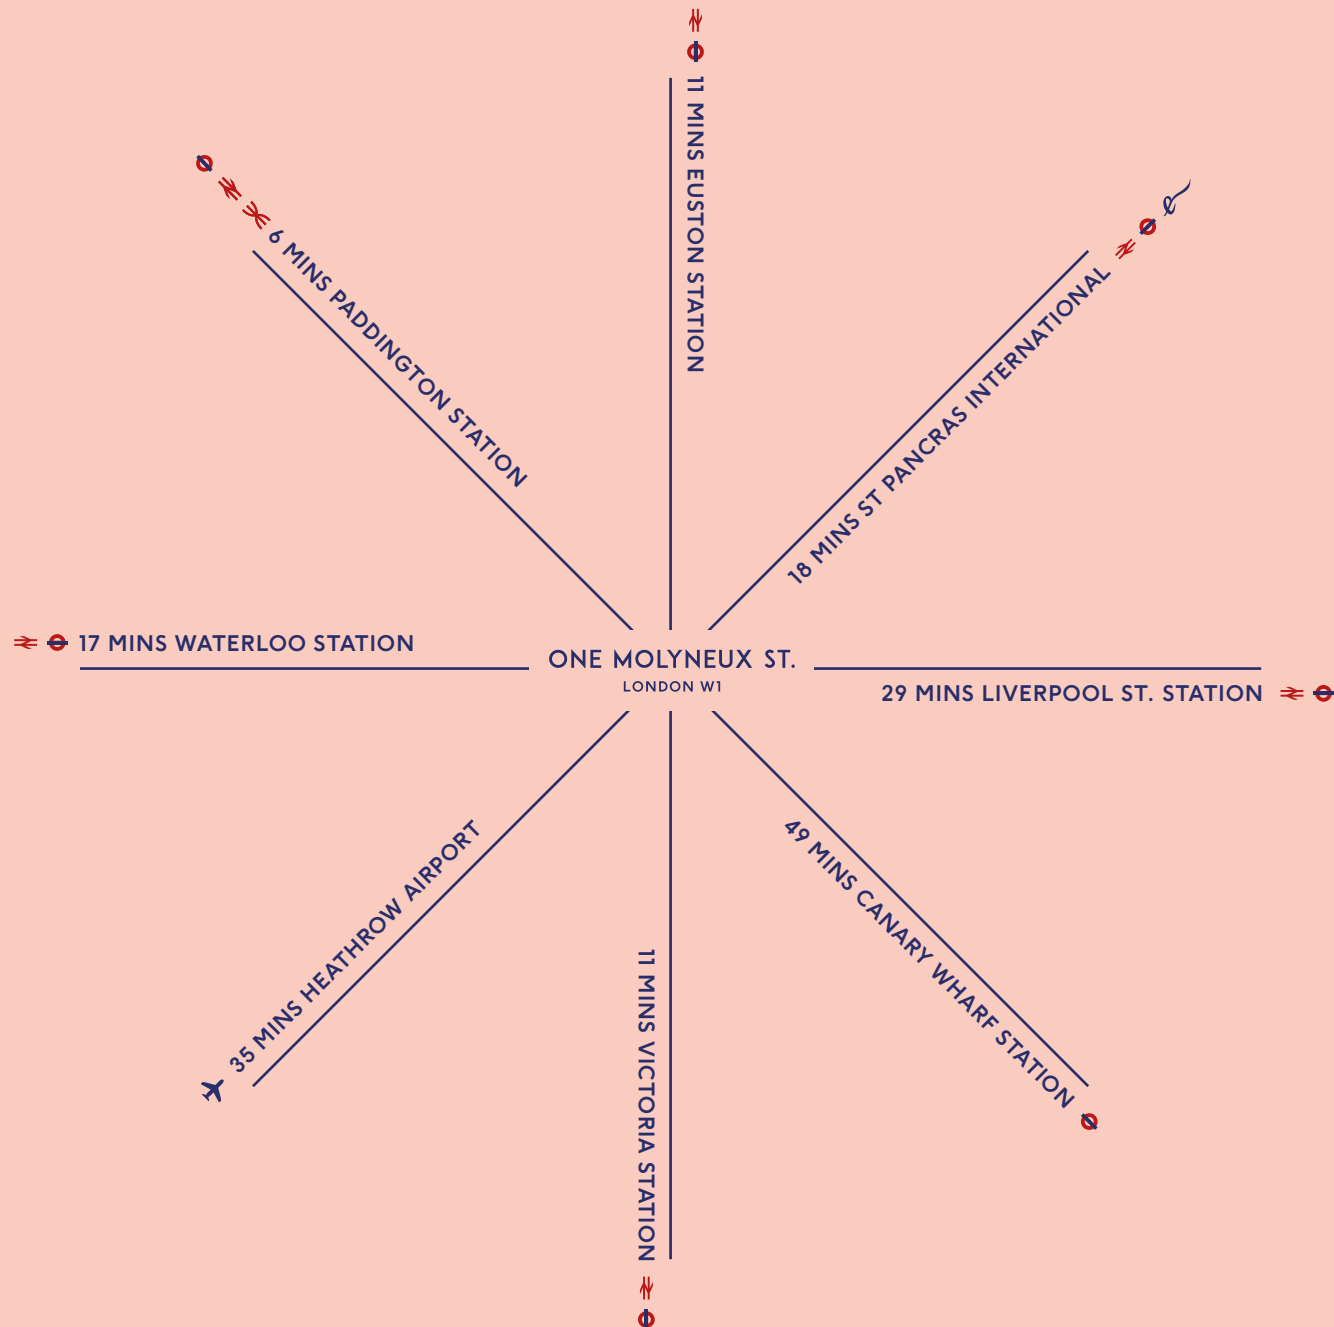 11 MINS EUSTON STATION
6 MINS PADDINGTON STATION
18 MINS ST PANCRAS INTERNATIONAL
17 MINS WATERLOO STATION
ONE MOLYNEUX ST.
LONDON W1
29 MINS LIVERPOOL ST. STATION
35 MINS HEATHROW AIRPORT
49 MINS CANARY WHARF STATION
11 MINS VICTORIA STATION